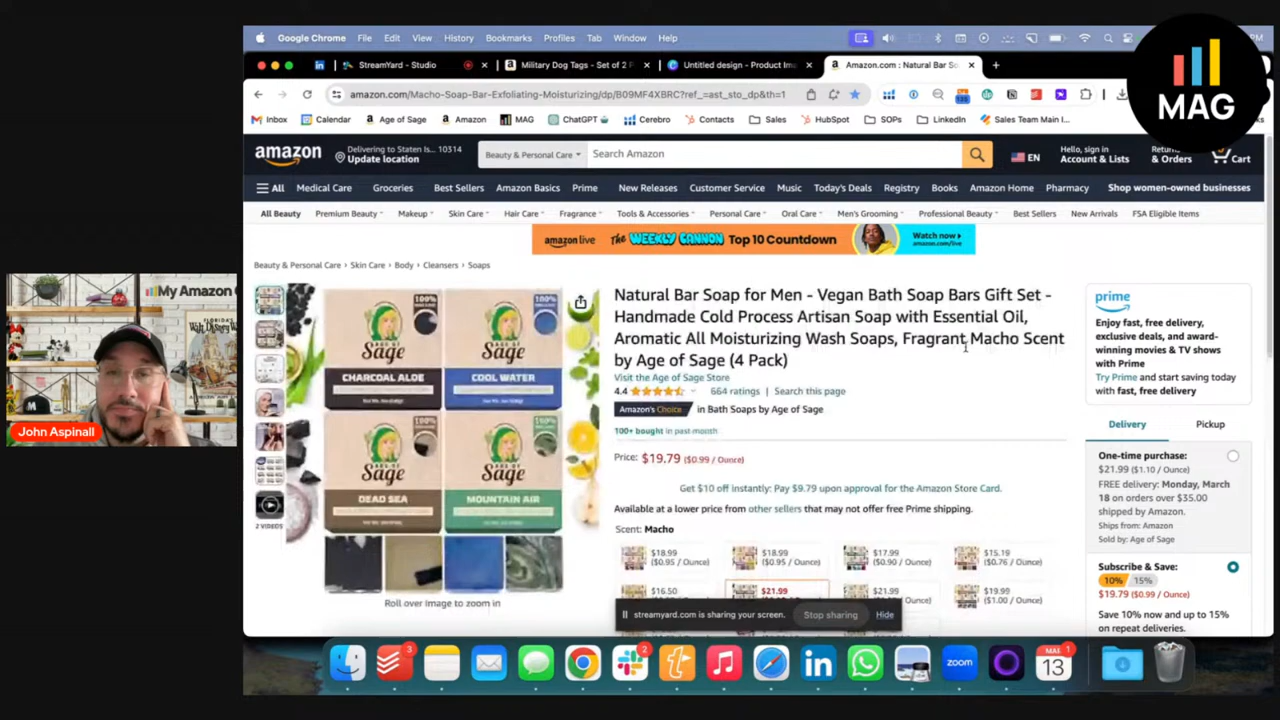 Google Chrome File Edit View History Bookmarks Profiles Tab Window Help
StreamYard - Studio
Military Dog Tags - Set of 2
Untitled design - Product Im
Amazon.com : Natural Bar So
amazon.com/Macho-Soap-Bar-Exfoliating-Moisturizing/dp/B09MF4XBRC?ref_=ast_sto_dp&th=1
MAG
Inbox Calendar Age of Sage Amazon MAG ChatGPT Cerebro Contacts Sales HubSpot SOPs LinkedIn Sales Team Main I...
amazon
Delivering to Staten Is... 10314
Update location
Beauty & Personal Care
Search Amazon
EN
Hello, sign in
Account & Lists
Retu
& Orders
Cart
All Medical Care Groceries Best Sellers Amazon Basics Prime New Releases Customer Service Music Today's Deals Registry Books Amazon Home Pharmacy Shop women-owned businesses
All Beauty Premium Beauty Makeup Skin Care Hair Care Fragrance Tools & Accessories Personal Care Oral Care Men's Grooming Professional Beauty Best Sellers New Arrivals FSA Eligible Items
amazon live THE WEEKLY CANNON Top 10 Countdown
Watch now
amazon.com/live
Beauty & Personal Care › Skin Care › Body › Cleansers › Soaps
Natural Bar Soap for Men - Vegan Bath Soap Bars Gift Set -
Handmade Cold Process Artisan Soap with Essential Oil,
Aromatic All Moisturizing Wash Soaps, Fragrant Macho Scent
by Age of Sage (4 Pack)
Visit the Age of Sage Store
4.4 664 ratings | Search this page
Amazon's Choice in Bath Soaps by Age of Sage
100+ bought in past month
Price: $19.79 ($0.99 / Ounce)
Get $10 off instantly: Pay $9.79 upon approval for the Amazon Store Card.
Available at a lower price from other sellers that may not offer free Prime shipping.
Scent: Macho
$18.99
($0.95 / Ounce)
$18.99
($0.95 / Ounce)
$17.99
($0.90 / Ounce)
$15.19
($0.76 / Ounce)
$16.50
$21.99
$21.99
$19.99
($1.00 / Ounce)
100%
AGE OF
Sage
CHARCOAL ALOE
100%
AGE OF
Sage
COOL WATER
100%
AGE OF
Sage
DEAD SEA
100%
AGE OF
Sage
MOUNTAIN AIR
2 VIDEOS
Roll over image to zoom in
prime
Enjoy fast, free delivery,
exclusive deals, and award-
winning movies & TV shows
with Prime
Try Prime and start saving today
with fast, free delivery
Delivery Pickup
One-time purchase:
$21.99 ($1.10 / Ounce)
FREE delivery: Monday, March
18 on orders over $35.00
shipped by Amazon.
Ships from: Amazon
Sold by: Age of Sage
Subscribe & Save:
10% 15%
$19.79 ($0.99 / Ounce)
Save 10% now and up to 15%
on repeat deliveries.
streamyard.com is sharing your screen. Stop sharing Hide
My Amazon
John Aspinall
3
2
zoom
13
1